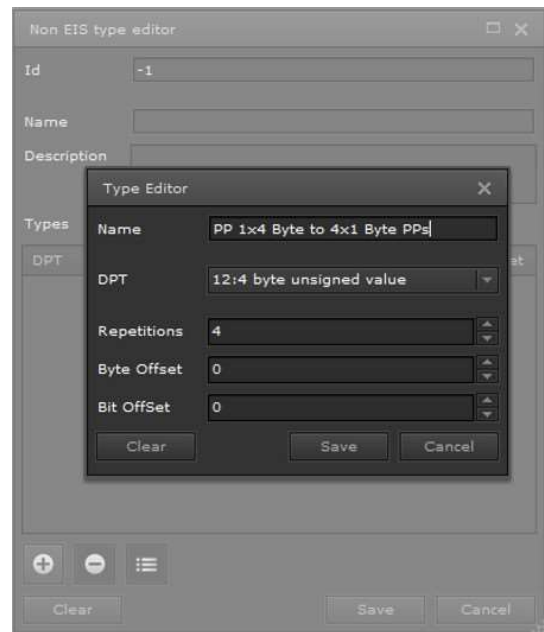 Non EIS type editor
Id -1
Name
Description
Type Editor
Types
Name PP 1x4 Byte to 4x1 Byte PPs
DPT et
DPT 12:4 byte unsigned value
Repetitions 4
Byte Offset 0
Bit OffSet 0
Clear Save Cancel
Clear Save Cancel